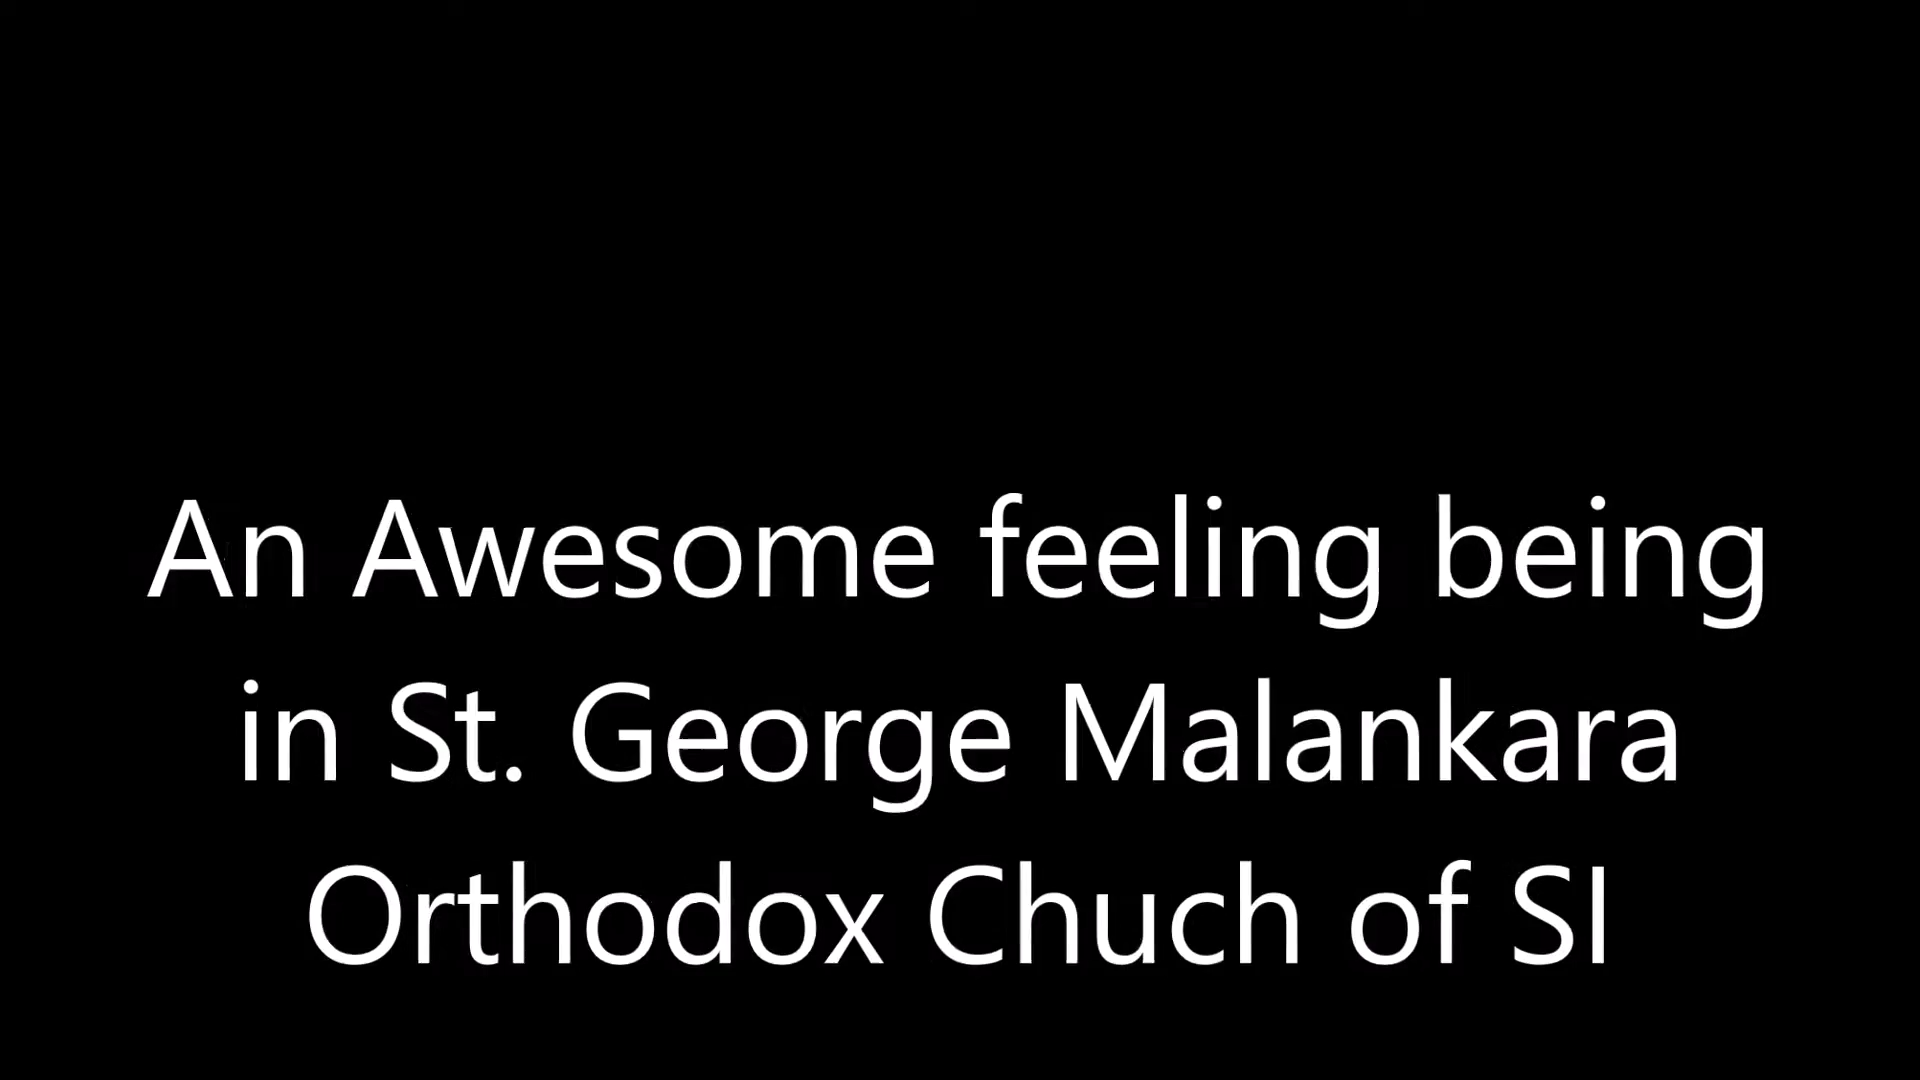 An Awesome feeling being
in St. George Malankara
Orthodox Chuch of SI